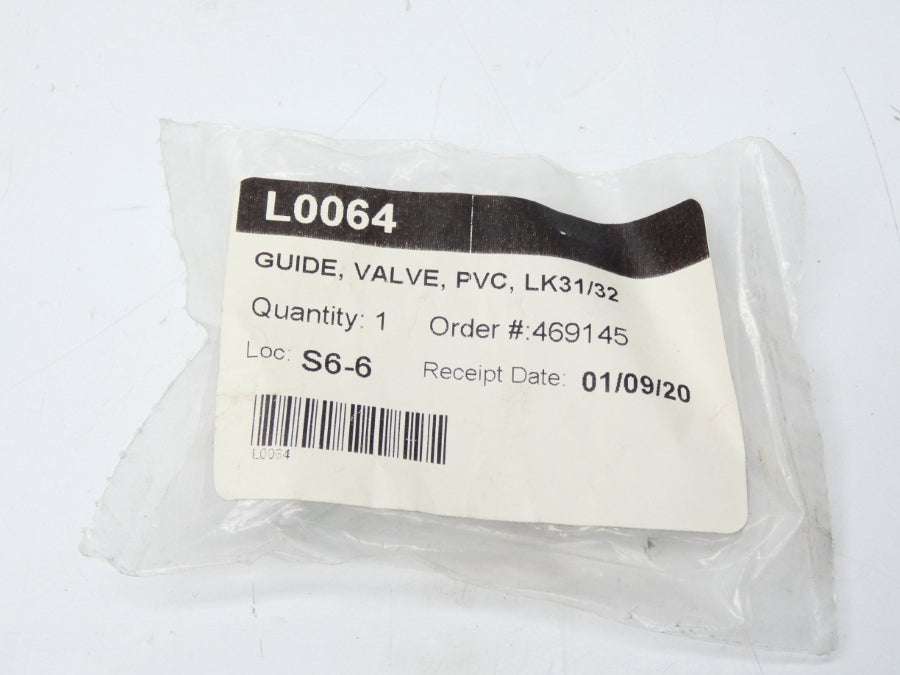 L0064
GUIDE, VALVE, PVC, LK31/32
Quantity: 1 Order #:469145
Loc: S6-6 Receipt Date: 01/09/20
L0064